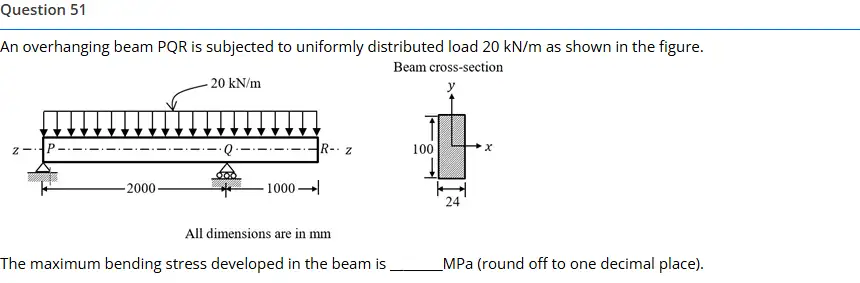 Question 51
An overhanging beam PQR is subjected to uniformly distributed load 20 kN/m as shown in the figure.
Beam cross-section
20 kN/m
y
z P Q R z
100 x
2000 1000
24
All dimensions are in mm
The maximum bending stress developed in the beam is _______MPa (round off to one decimal place).